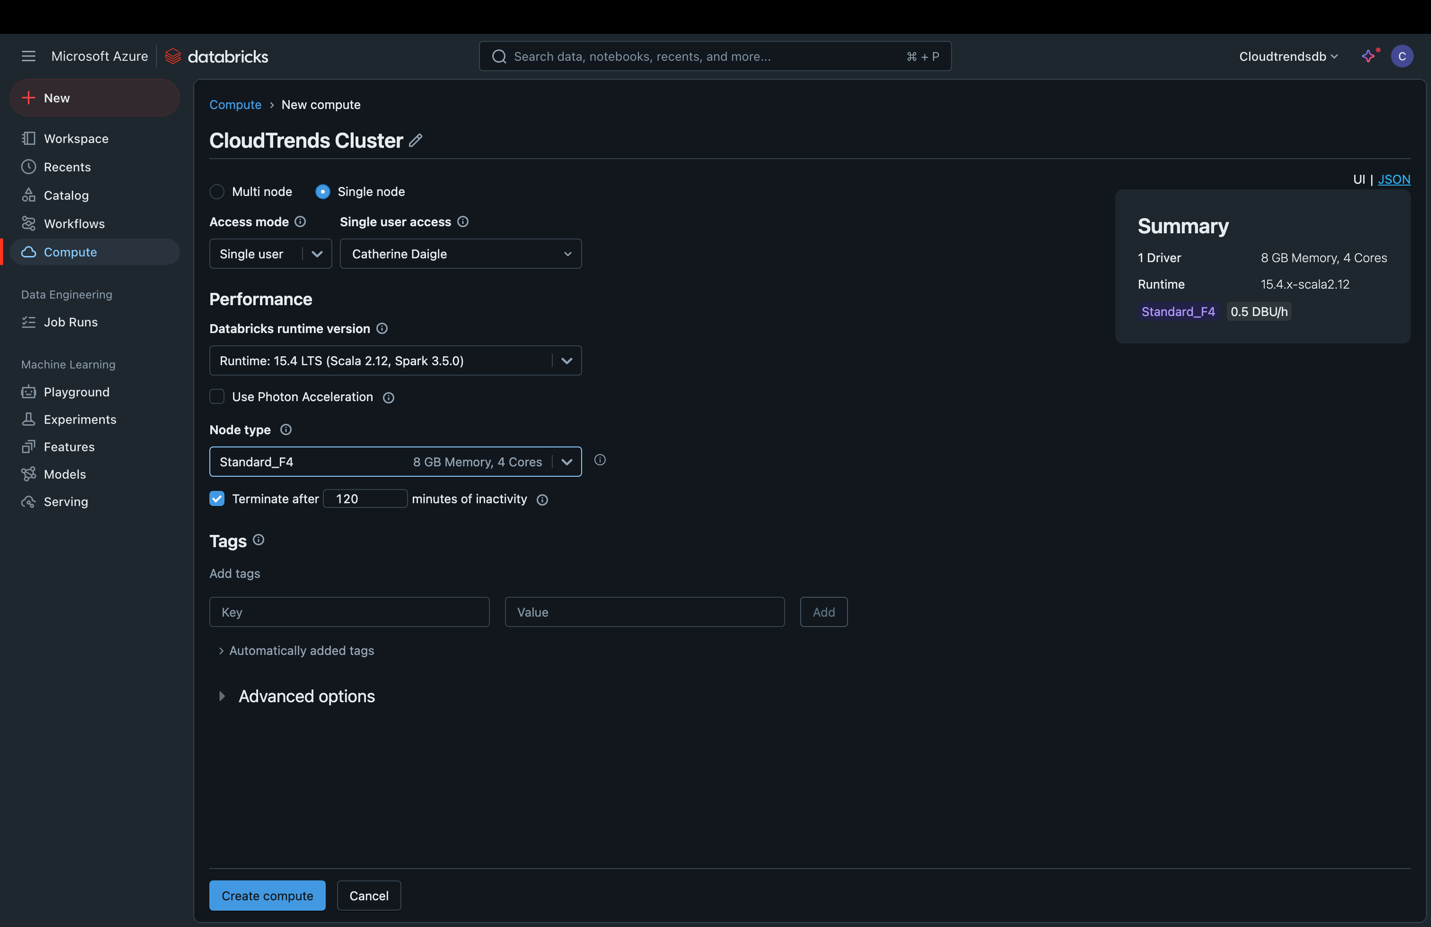 Microsoft Azure databricks Search data, notebooks, recents, and more... ⌘ + P Cloudtrendsdb C
New
Workspace
Recents
Catalog
Workflows
Compute
Data Engineering
Job Runs
Machine Learning
Playground
Experiments
Features
Models
Serving
Compute › New compute
CloudTrends Cluster
UI | JSON
Multi node Single node
Access mode Single user access
Single user Catherine Daigle
Performance
Databricks runtime version
Runtime: 15.4 LTS (Scala 2.12, Spark 3.5.0)
Use Photon Acceleration
Node type
Standard_F4 8 GB Memory, 4 Cores
Terminate after 120 minutes of inactivity
Tags
Add tags
Key Value Add
Automatically added tags
Advanced options
Create compute Cancel
Summary
1 Driver 8 GB Memory, 4 Cores
Runtime 15.4.x-scala2.12
Standard_F4 0.5 DBU/h